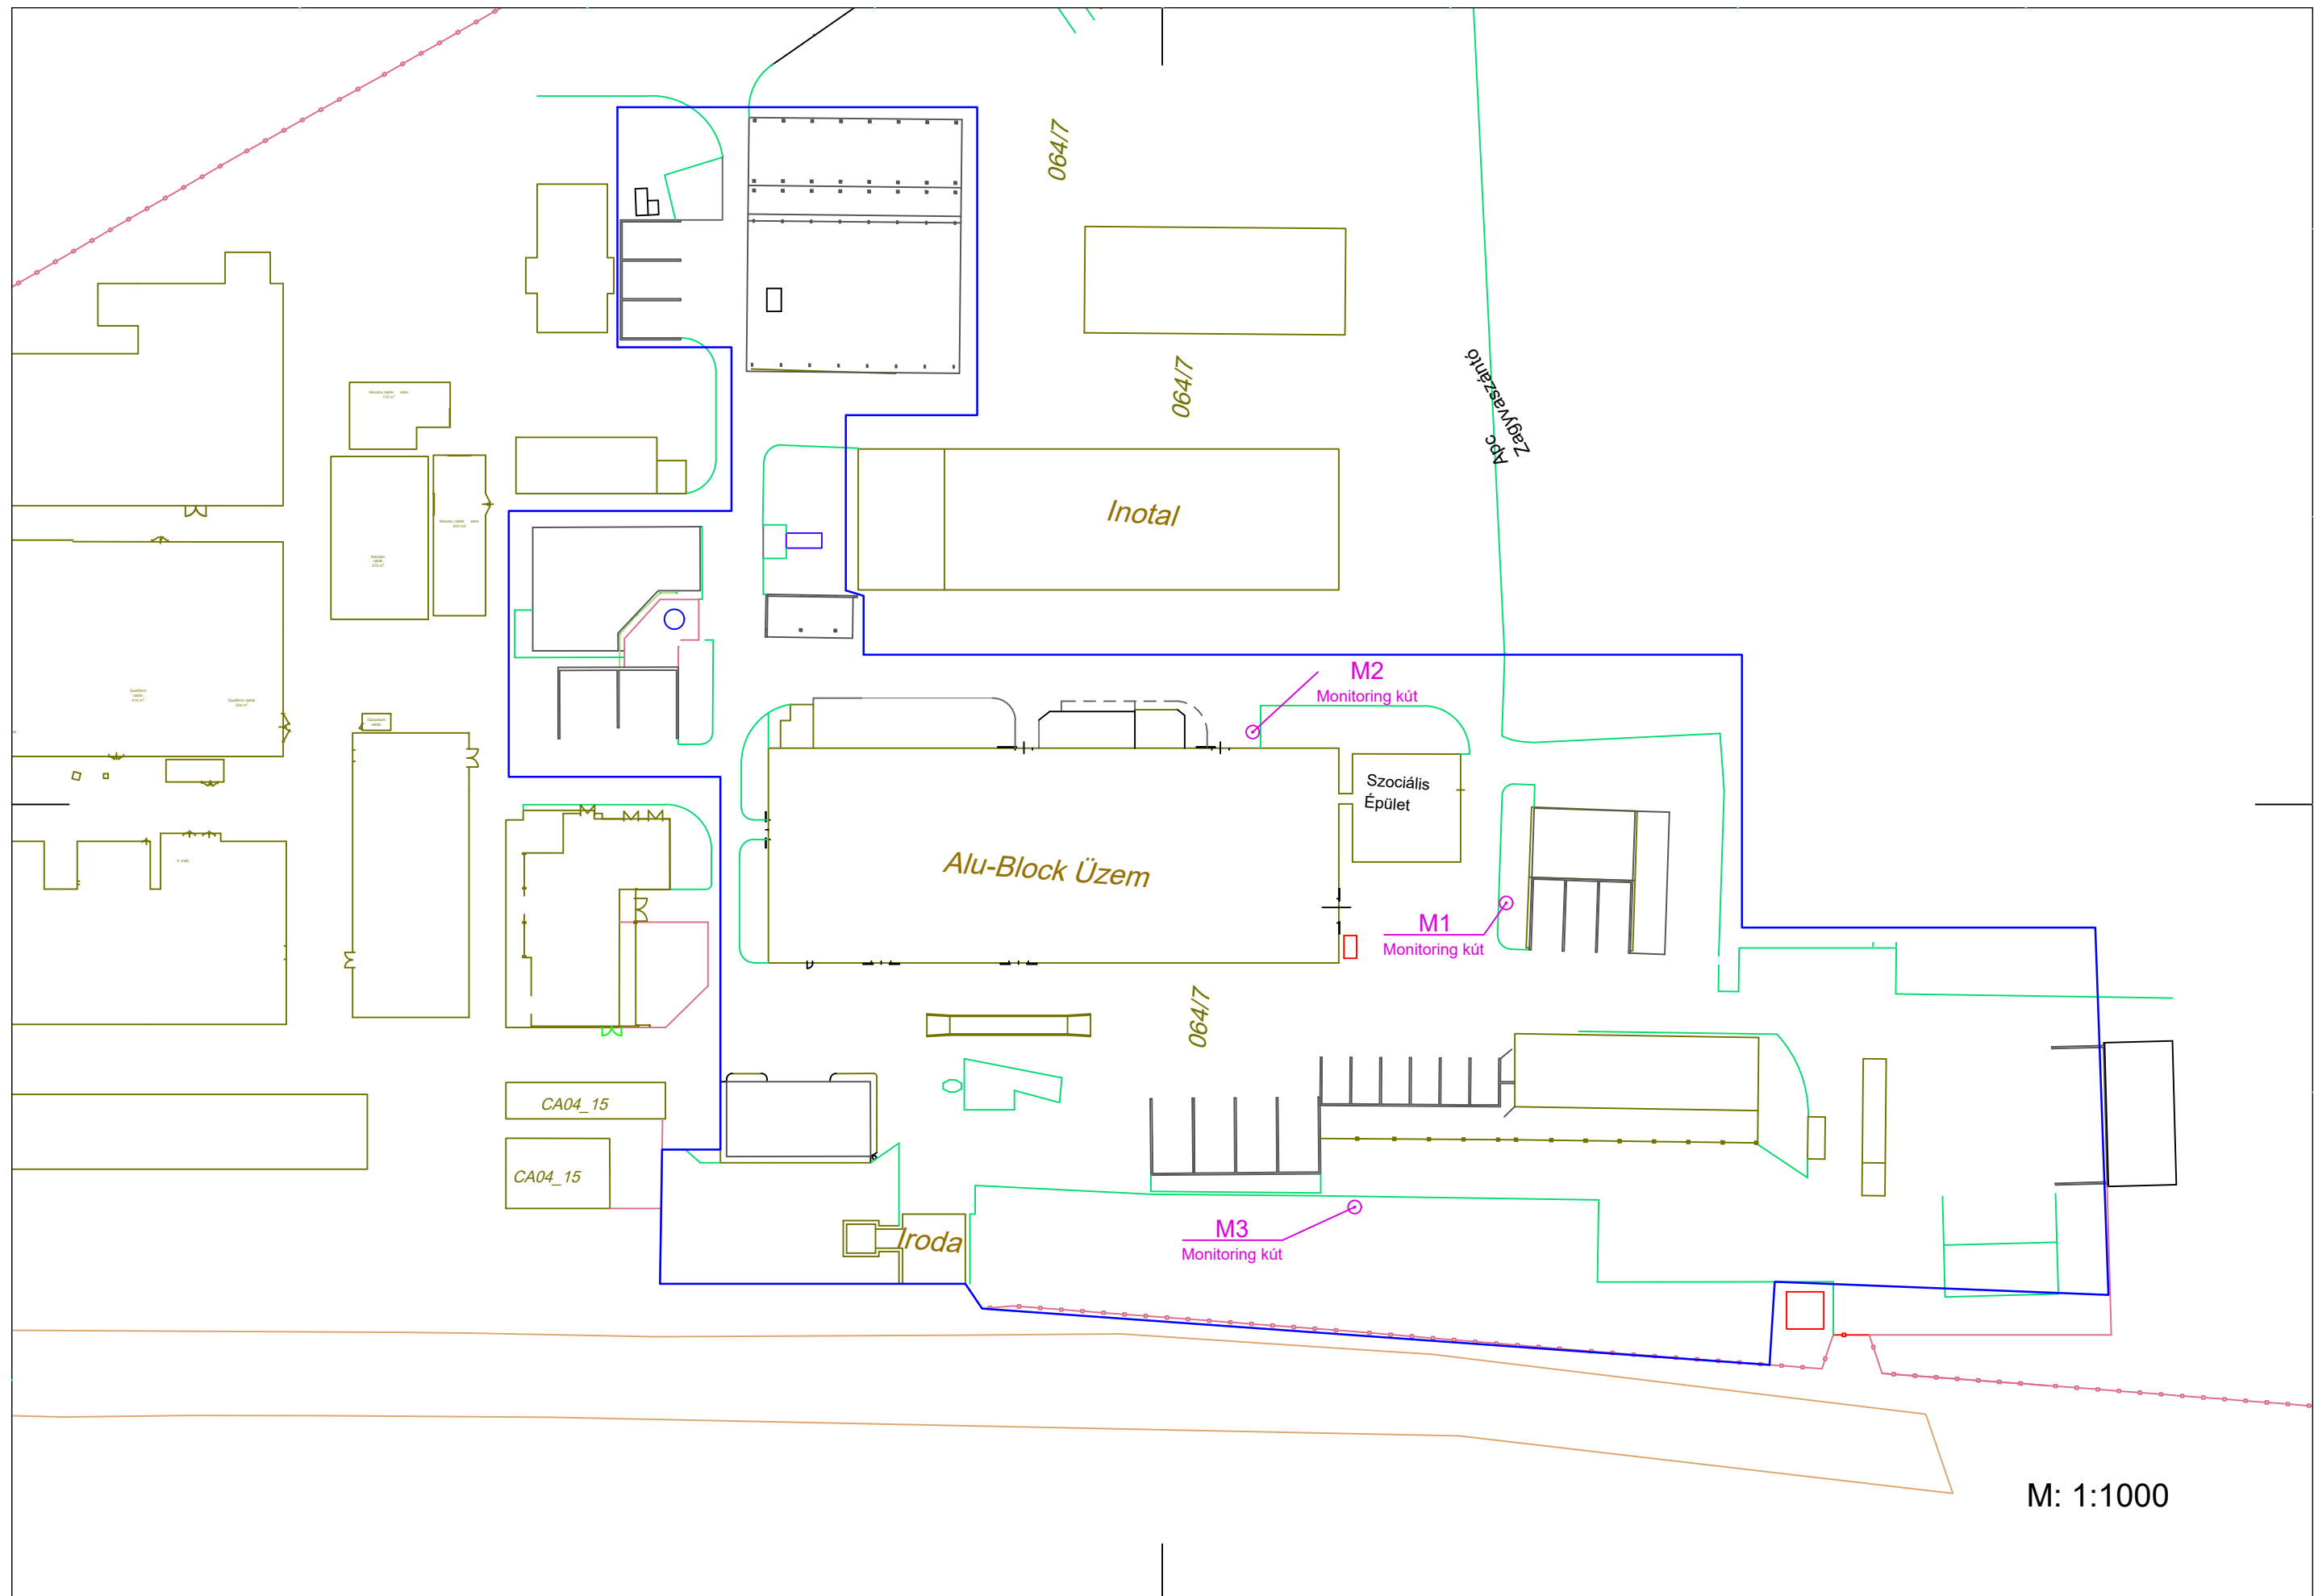 064/7
064/7
Zagyvaszántó
Apc
Inotal
M2
Monitoring kút
Szociális
Épület
Alu-Block Üzem
M1
Monitoring kút
064/7
CA04_15
CA04_15
Iroda
M3
Monitoring kút
M: 1:1000